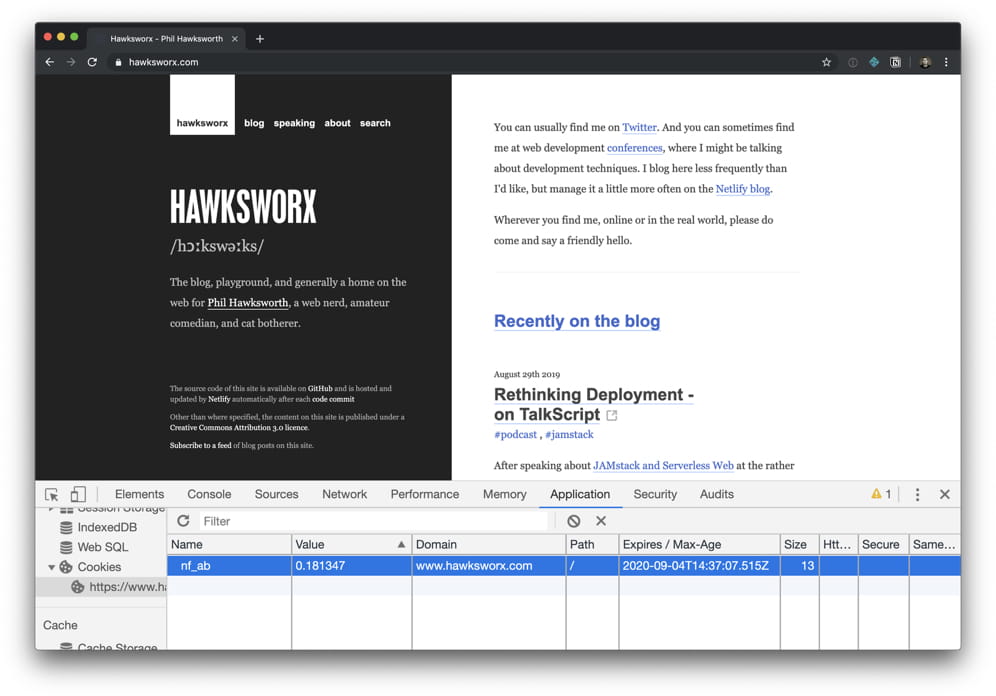 Hawksworx - Phil Hawksworth
hawksworx.com
hawksworx blog speaking about search
HAWKSWORX
/hɔːkswəːks/
The blog, playground, and generally a home on the
web for Phil Hawksworth, a web nerd, amateur
comedian, and cat botherer.
The source code of this site is available on GitHub and is hosted and
updated by Netlify automatically after each code commit
Other than where specified, the content on this site is published under a
Creative Commons Attribution 3.0 licence.
Subscribe to a feed of blog posts on this site.
You can usually find me on Twitter. And you can sometimes find
me at web development conferences, where I might be talking
about development techniques. I blog here less frequently than
I'd like, but manage it a little more often on the Netlify blog.
Wherever you find me, online or in the real world, please do
come and say a friendly hello.
Recently on the blog
August 29th 2019
Rethinking Deployment -
on TalkScript
#podcast , #jamstack
After speaking about JAMstack and Serverless Web at the rather
Elements Console Sources Network Performance Memory Application Security Audits 1
Session Storage
IndexedDB
Web SQL
Cookies
https://www.ha
Cache
Cache Storage
Filter
Name Value Domain Path Expires / Max-Age Size Htt... Secure Same...
nf_ab 0.181347 www.hawksworx.com / 2020-09-04T14:37:07.515Z 13